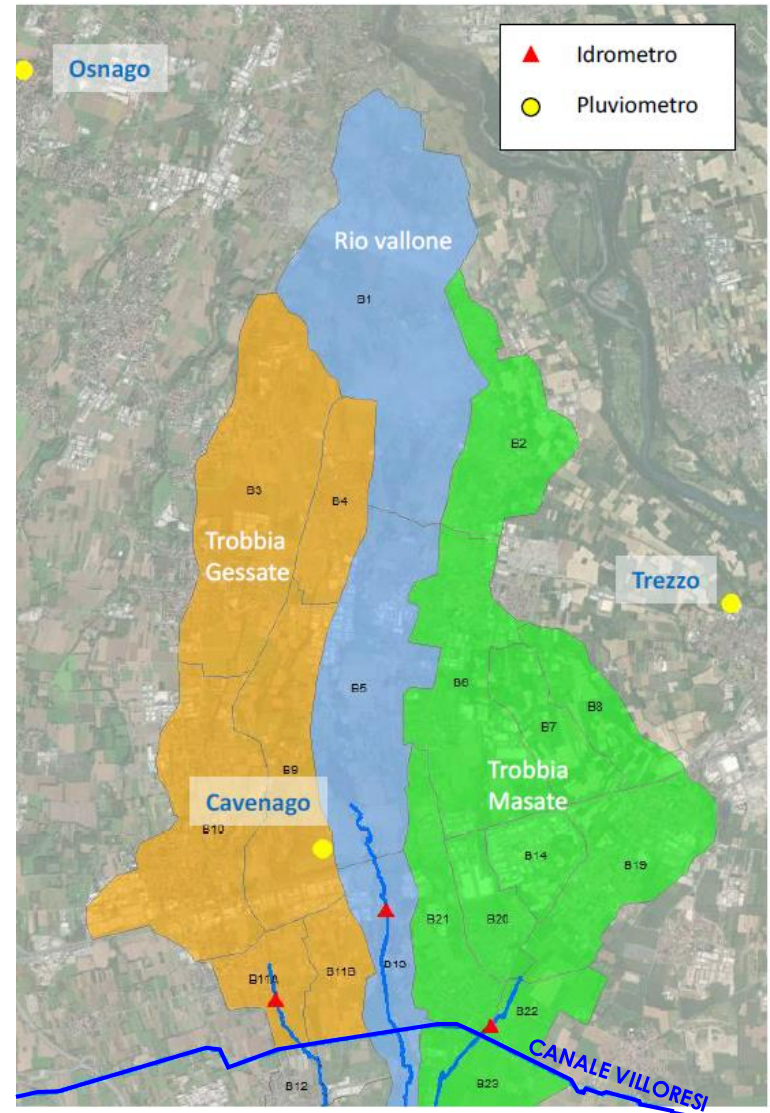 Osnago
Idrometro
Pluviometro
Rio vallone
B1
B2
B3
B4
Trobbia
Gessate
Trezzo
B5
B6
B7
B8
B9
Trobbia
Masate
Cavenago
B10
B14
B19
B21
B20
B11A
B11B
B13
B22
CANALE VILLORESI
B12
B23